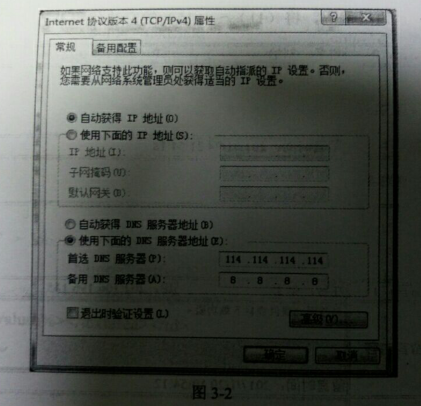 Internet 协议版本 4 (TCP/IPv4) 属性
常规 备用配置
如果网络支持此功能，则可以获取自动指派的 IP 设置。否则，
您需要从网络系统管理员处获得适当的 IP 设置。
自动获得 IP 地址(O)
使用下面的 IP 地址(S):
IP 地址(I):
子网掩码(U)
默认网关(D):
自动获得 DNS 服务器地址(B)
使用下面的 DNS 服务器地址(E):
首选 DNS 服务器(P): 114 .114 .114 .114
备用 DNS 服务器(A): 8 . 8 . 8 . 8
退出时验证设置(L) 高级(V)...
确定 取消
图 3-2